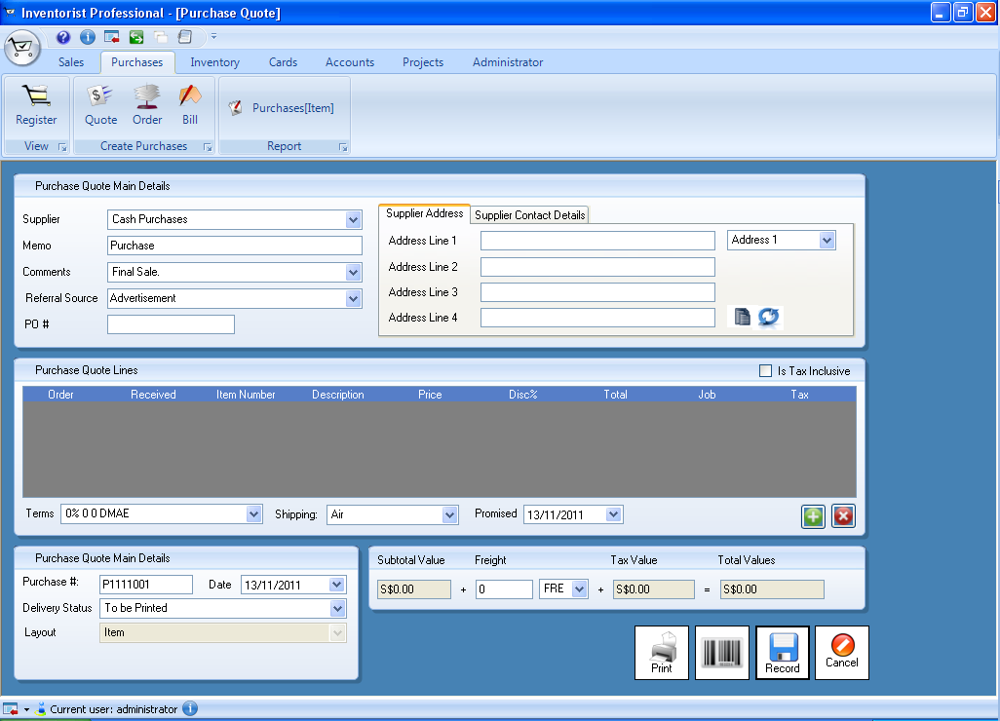 Inventorist Professional - [Purchase Quote]
Sales Purchases Inventory Cards Accounts Projects Administrator
Register Quote Order Bill Purchases[Item]
View Create Purchases Report
Purchase Quote Main Details
Supplier Cash Purchases
Memo Purchase
Comments Final Sale.
Referral Source Advertisement
PO #
Supplier Address Supplier Contact Details
Address Line 1 Address 1
Address Line 2
Address Line 3
Address Line 4
Purchase Quote Lines Is Tax Inclusive
Order Received Item Number Description Price Disc% Total Job Tax
Terms 0% 0 0 DMAE Shipping: Air Promised 13/11/2011
Purchase Quote Main Details
Purchase #: P1111001 Date 13/11/2011
Delivery Status To be Printed
Layout Item
Subtotal Value Freight Tax Value Total Values
S$0.00 + 0 FRE + S$0.00 = S$0.00
Print Record Cancel
Current user: administrator